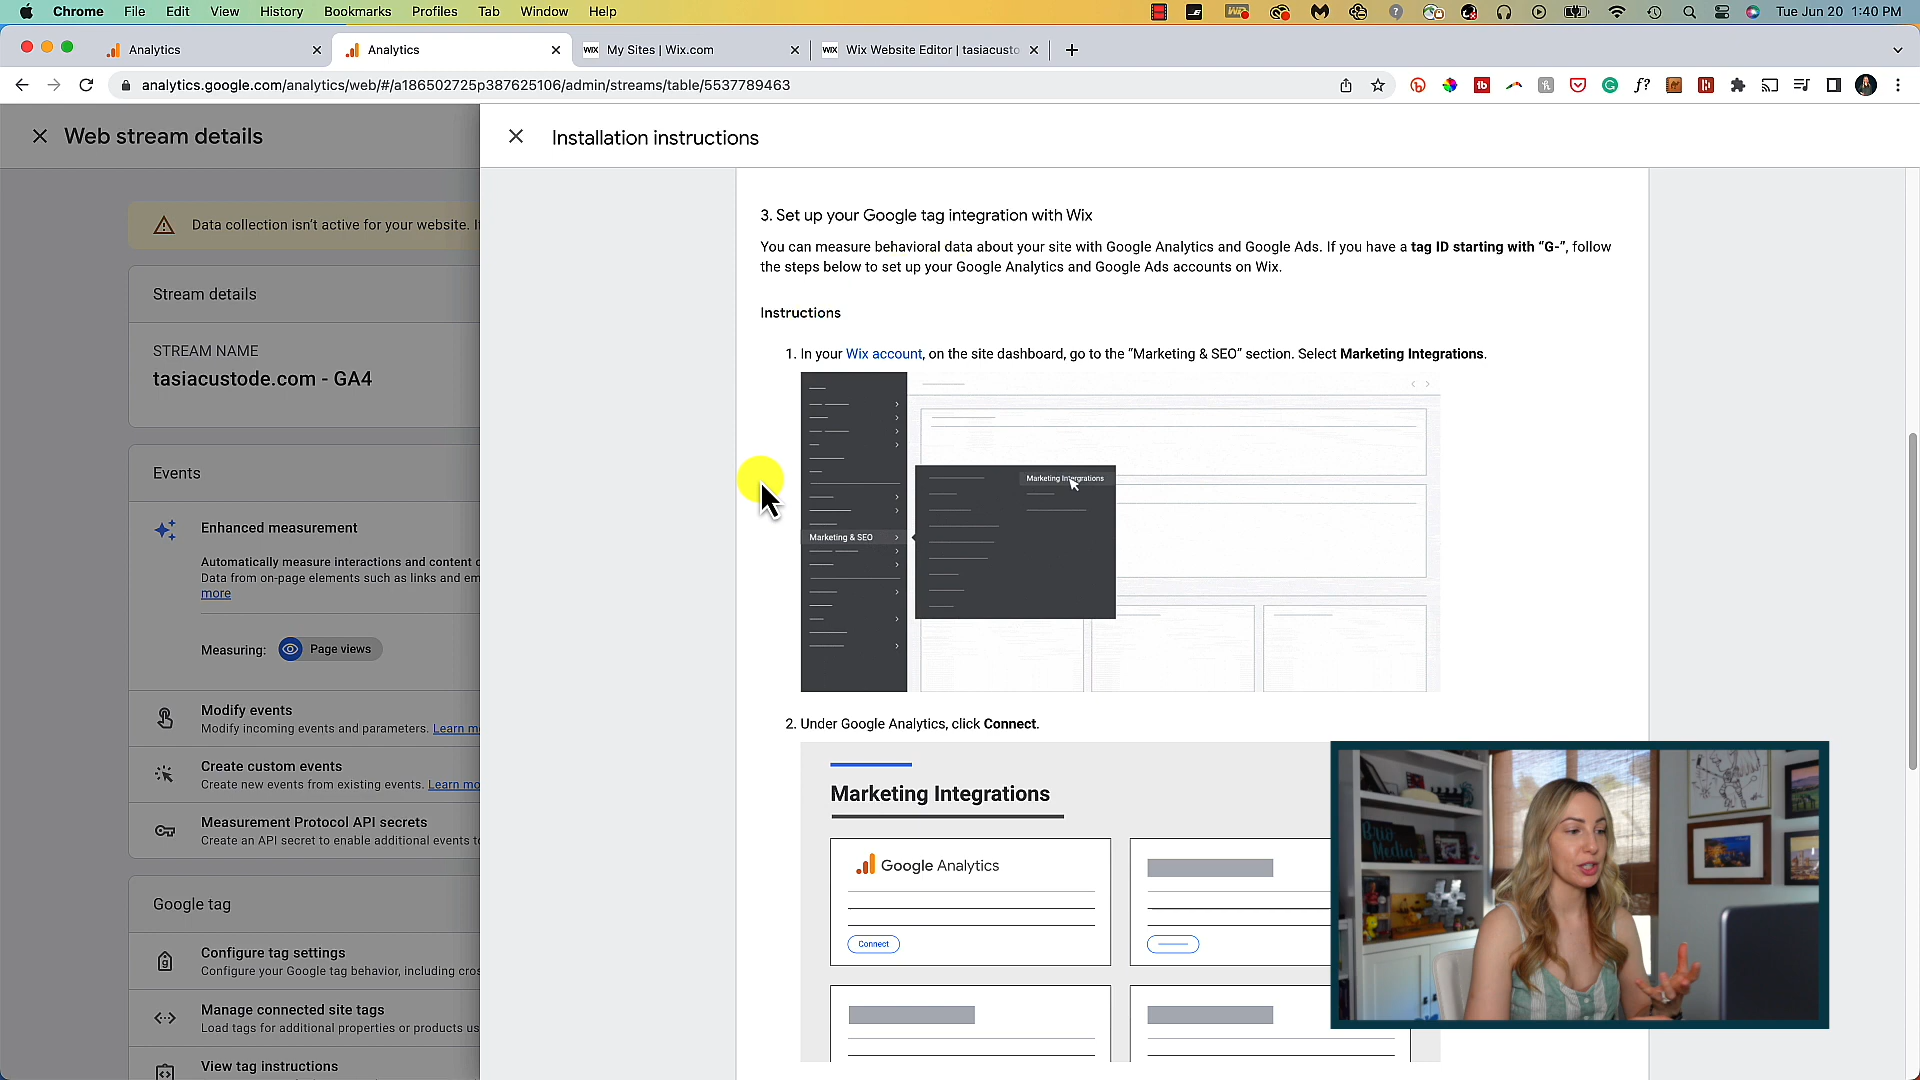 Chrome File Edit View History Bookmarks Profiles Tab Window Help Tue Jun 20 1:40 PM
Analytics Analytics My Sites | Wix.com Wix Website Editor | tasiacusto
analytics.google.com/analytics/web/#/a186502725p387625106/admin/streams/table/5537789463
Web stream details
Installation instructions
Data collection isn't active for your website. I
Stream details
STREAM NAME
tasiacustode.com - GA4
Events
Enhanced measurement
Automatically measure interactions and content
Data from on-page elements such as links and em
more
Measuring: Page views
Modify events
Modify incoming events and parameters. Learn m
Create custom events
Create new events from existing events. Learn mo
Measurement Protocol API secrets
Create an API secret to enable additional events t
Google tag
Configure tag settings
Configure your Google tag behavior, including cros
Manage connected site tags
Load tags for additional properties or products us
View tag instructions
3. Set up your Google tag integration with Wix
You can measure behavioral data about your site with Google Analytics and Google Ads. If you have a tag ID starting with “G-”, follow
the steps below to set up your Google Analytics and Google Ads accounts on Wix.
Instructions
1. In your Wix account, on the site dashboard, go to the “Marketing & SEO” section. Select Marketing Integrations.
Marketing Integrations
Marketing & SEO
2. Under Google Analytics, click Connect.
Marketing Integrations
Google Analytics
Connect
Brio
Media